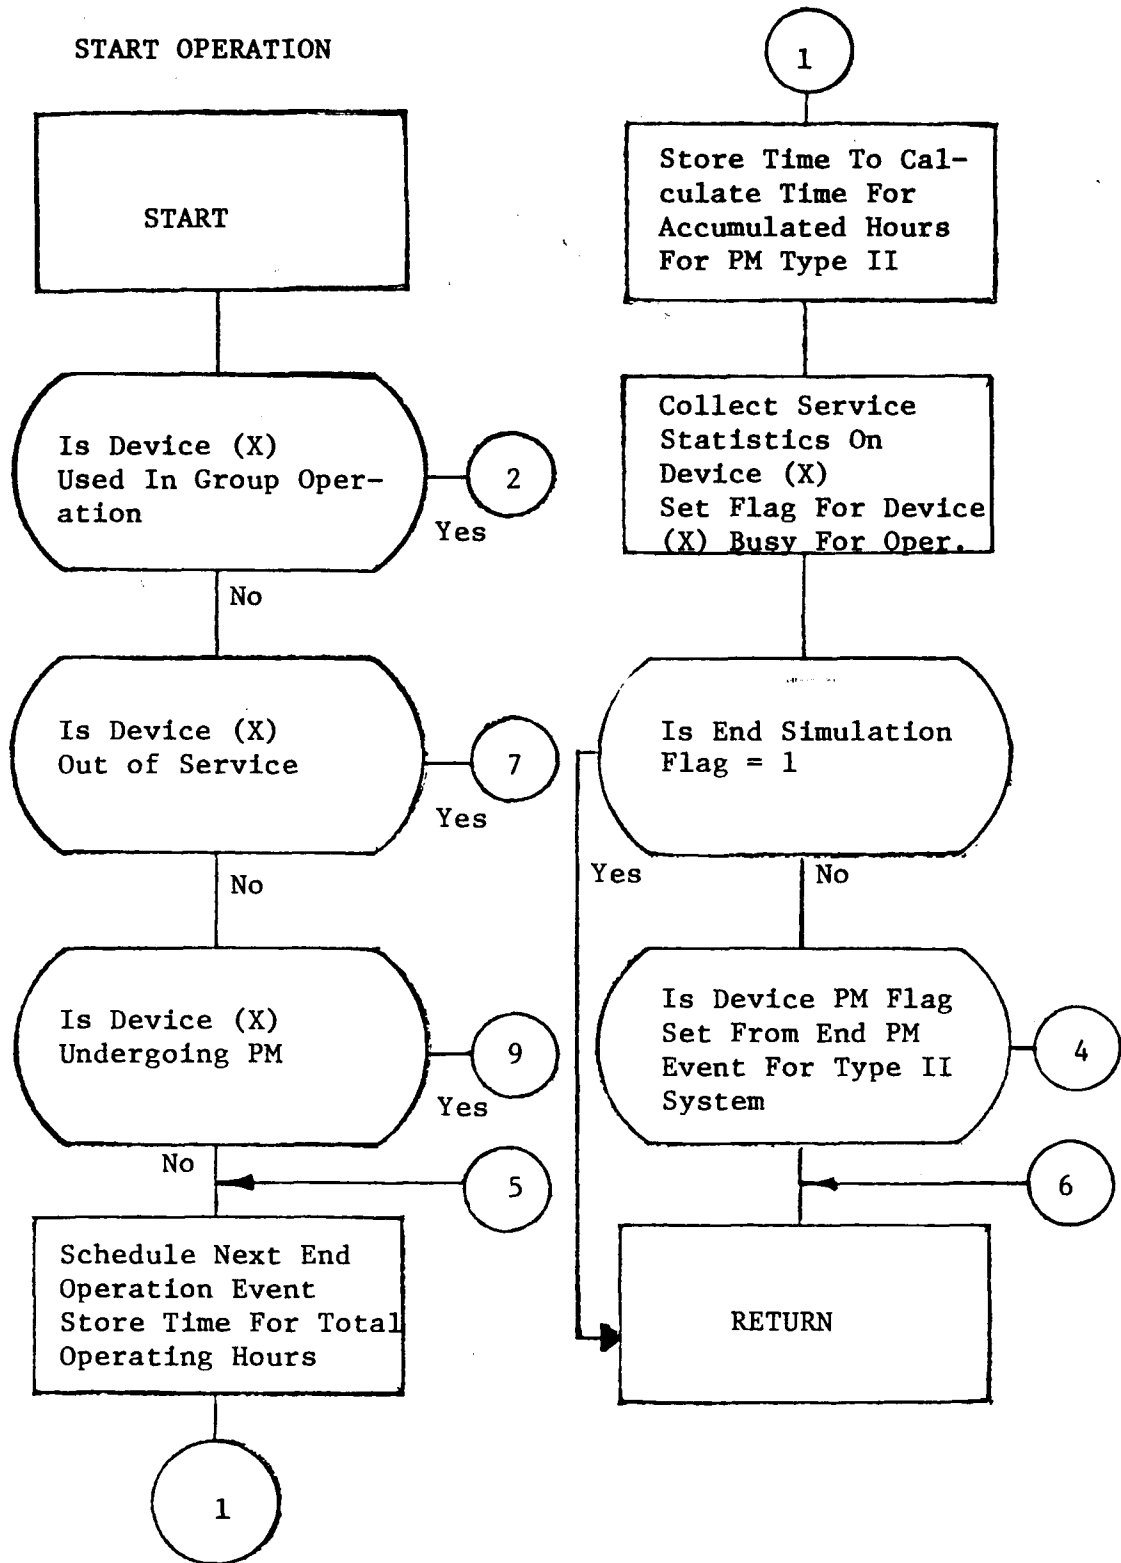 START OPERATION
START
Is Device (X)
Used In Group Oper-
ation
2
Yes
No
Is Device (X)
Out of Service
7
Yes
No
Is Device (X)
Undergoing PM
9
Yes
No
5
Schedule Next End
Operation Event
Store Time For Total
Operating Hours
1
1
Store Time To Cal-
culate Time For
Accumulated Hours
For PM Type II
Collect Service
Statistics On
Device (X)
Set Flag For Device
(X) Busy For Oper.
Is End Simulation
Flag = 1
Yes
No
Is Device PM Flag
Set From End PM
Event For Type II
System
4
6
RETURN